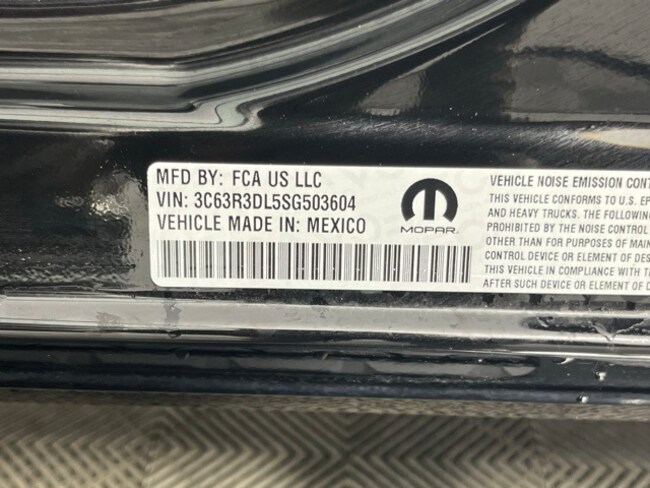 MFD BY: FCA US LLC
VIN: 3C63R3DL5SG503604
VEHICLE MADE IN: MEXICO
MOPAR
VEHICLE NOISE EMISSION
THIS VEHICLE CONFORMS TO U.S.
AND HEAVY TRUCKS. THE FOLLOWING
PROHIBITED BY THE NOISE CONTROL
OTHER THAN FOR PURPOSES OF
CONTROL DEVICE OR ELEMENT OF
THIS VEHICLE IN COMPLIANCE WITH
AFTER SUCH DEVICE OR ELEMENT OF